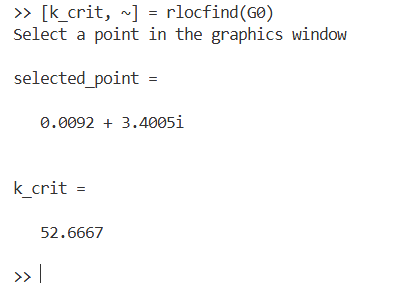 >> [k_crit, ~] = rlocfind(G0)
Select a point in the graphics window
selected_point =
0.0092 + 3.4005i
k_crit =
52.6667
>>